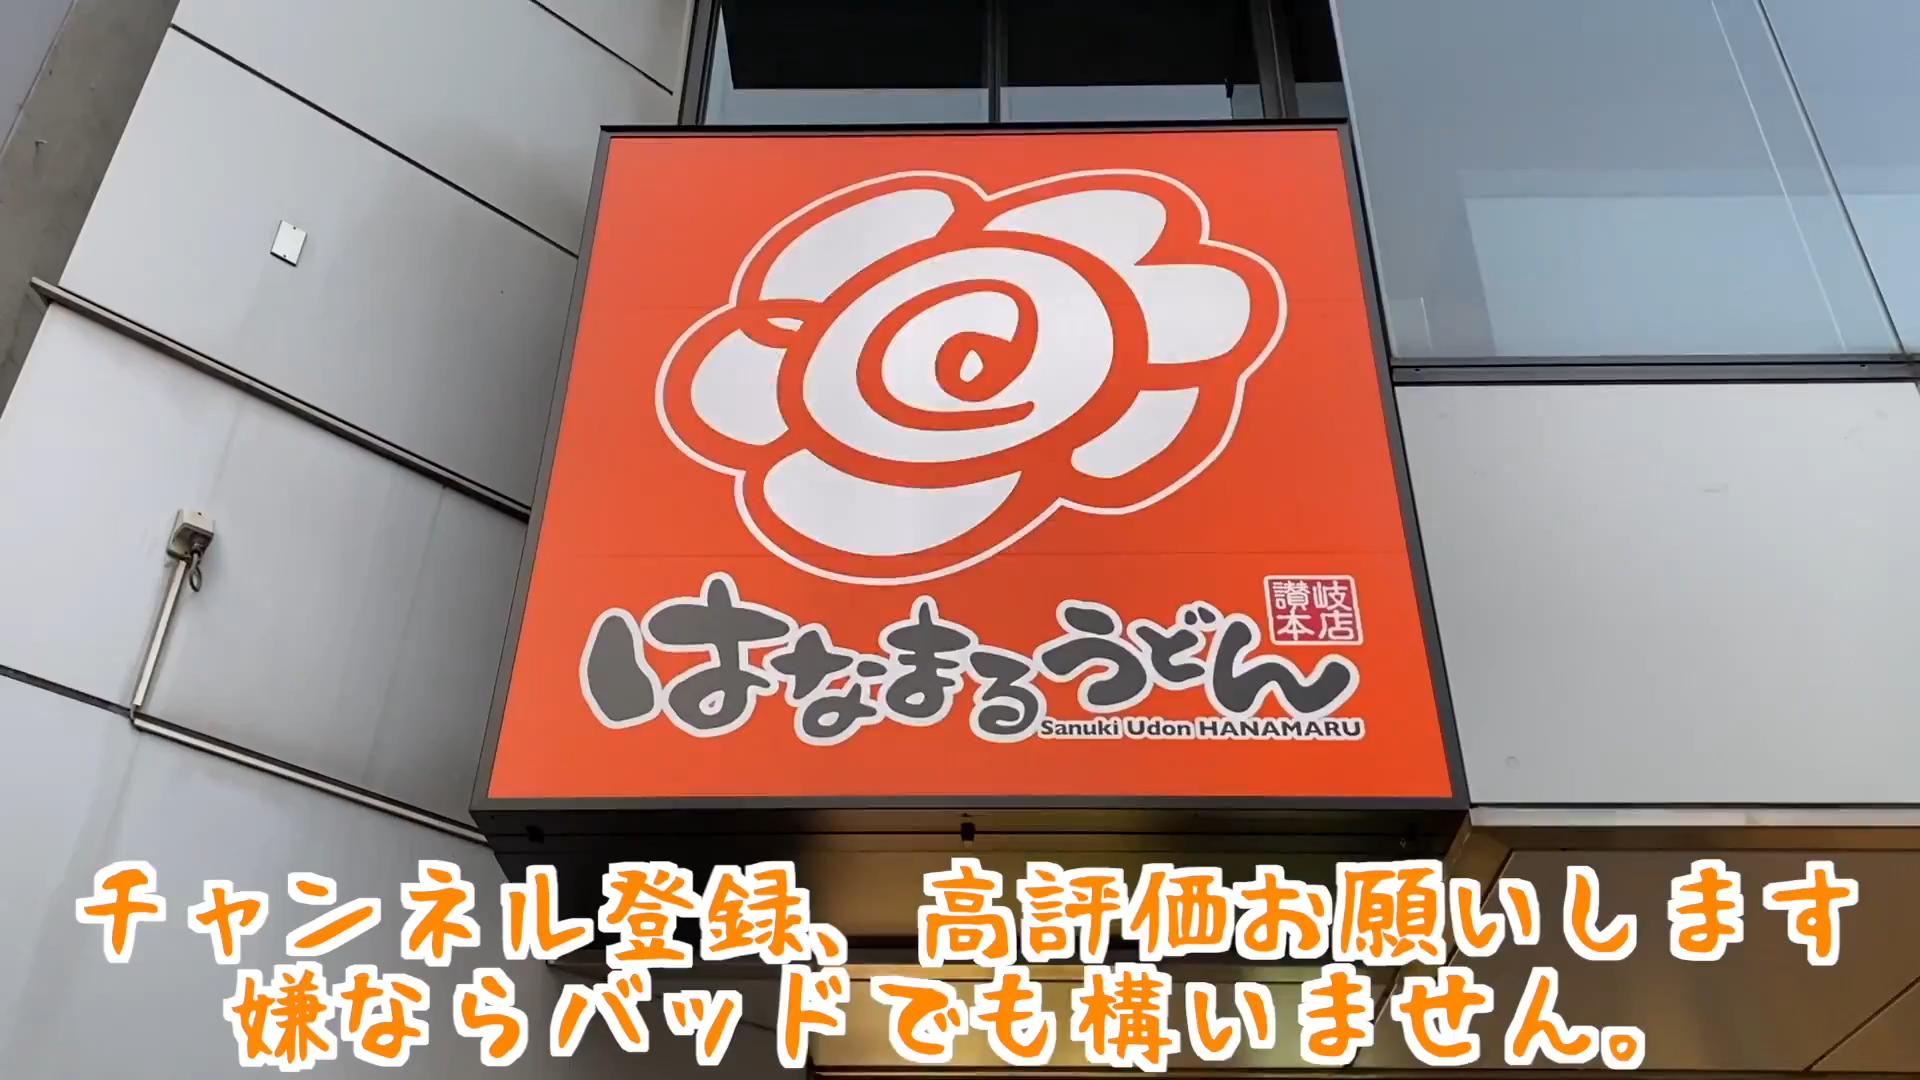 讃岐
本店
はなまるうどん
Sanuki Udon HANAMARU
チャンネル登録、高評価お願いします
嫌ならバッドでも構いません。